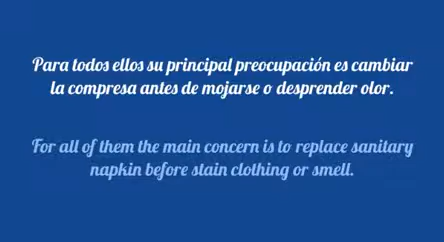 Para todos ellos su principal preocupación es cambiar
la compresa antes de mojarse o desprender olor.
For all of them the main concern is to replace sanitary
napkin before stain clothing or smell.